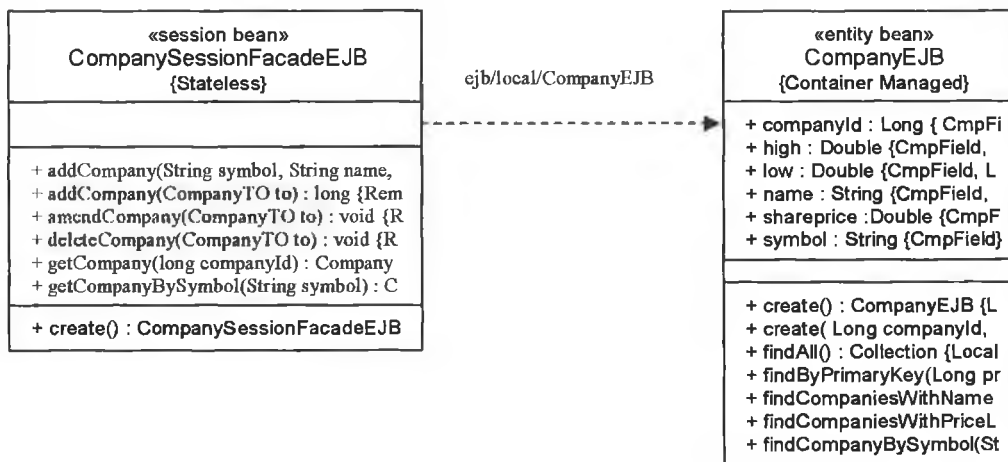 «session bean»
CompanySessionFacadeEJB
{Stateless}
+ addCompany(String symbol, String name,
+ addCompany(CompanyTO to) : long {Rem
+ amendCompany(CompanyTO to) : void {R
+ deleteCompany(CompanyTO to) : void {R
+ getCompany(long companyId) : Company
+ getCompanyBySymbol(String symbol) : C
+ create() : CompanySessionFacadeEJB
ejb/local/CompanyEJB
«entity bean»
CompanyEJB
{Container Managed}
+ companyId : Long { CmpFi
+ high : Double {CmpField,
+ low : Double {CmpField, L
+ name : String {CmpField,
+ shareprice :Double {CmpF
+ symbol : String {CmpField}
+ create() : CompanyEJB {L
+ create( Long companyId,
+ findAll() : Collection {Local
+ findByPrimaryKey(Long pr
+ findCompaniesWithName
+ findCompaniesWithPriceL
+ findCompanyBySymbol(St